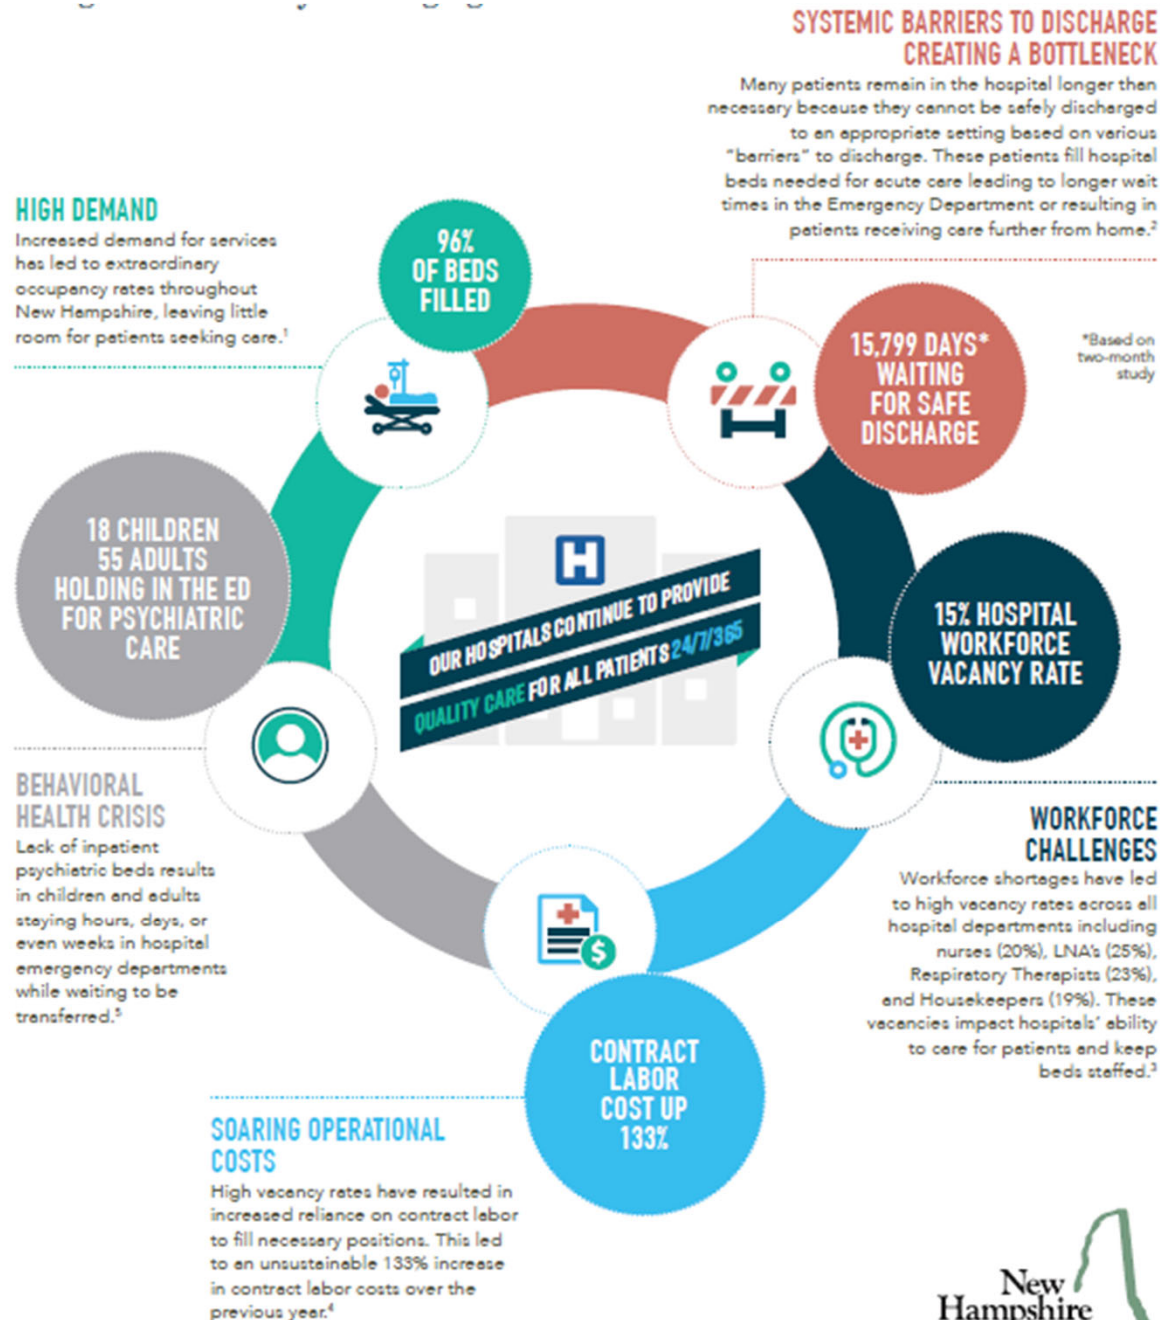 SYSTEMIC BARRIERS TO DISCHARGE
CREATING A BOTTLENECK
Many patients remain in the hospital longer than
necessary because they cannot be safely discharged
to an appropriate setting based on various
"barriers" to discharge. These patients fill hospital
beds needed for acute care leading to longer wait
times in the Emergency Department or resulting in
patients receiving care further from home.²
HIGH DEMAND
Increased demand for services
has led to extraordinary
occupancy rates throughout
New Hampshire, leaving little
room for patients seeking care.¹
96%
OF BEDS
FILLED
15,799 DAYS*
WAITING
FOR SAFE
DISCHARGE
*Based on
two-month
study
18 CHILDREN
55 ADULTS
HOLDING IN THE ED
FOR PSYCHIATRIC
CARE
H
OUR HOSPITALS CONTINUE TO PROVIDE
QUALITY CARE FOR ALL PATIENTS 24/7/365
15% HOSPITAL
WORKFORCE
VACANCY RATE
BEHAVIORAL
HEALTH CRISIS
Lack of inpatient
psychiatric beds results
in children and adults
staying hours, days, or
even weeks in hospital
emergency departments
while waiting to be
transferred.⁵
WORKFORCE
CHALLENGES
Workforce shortages have led
to high vacancy rates across all
hospital departments including
nurses (20%), LNA's (25%),
Respiratory Therapists (23%),
and Housekeepers (19%). These
vacancies impact hospitals' ability
to care for patients and keep
beds staffed.³
$
CONTRACT
LABOR
COST UP
133%
SOARING OPERATIONAL
COSTS
High vacancy rates have resulted in
increased reliance on contract labor
to fill necessary positions. This led
to an unsustainable 133% increase
in contract labor costs over the
previous year.⁴
New
Hampshire